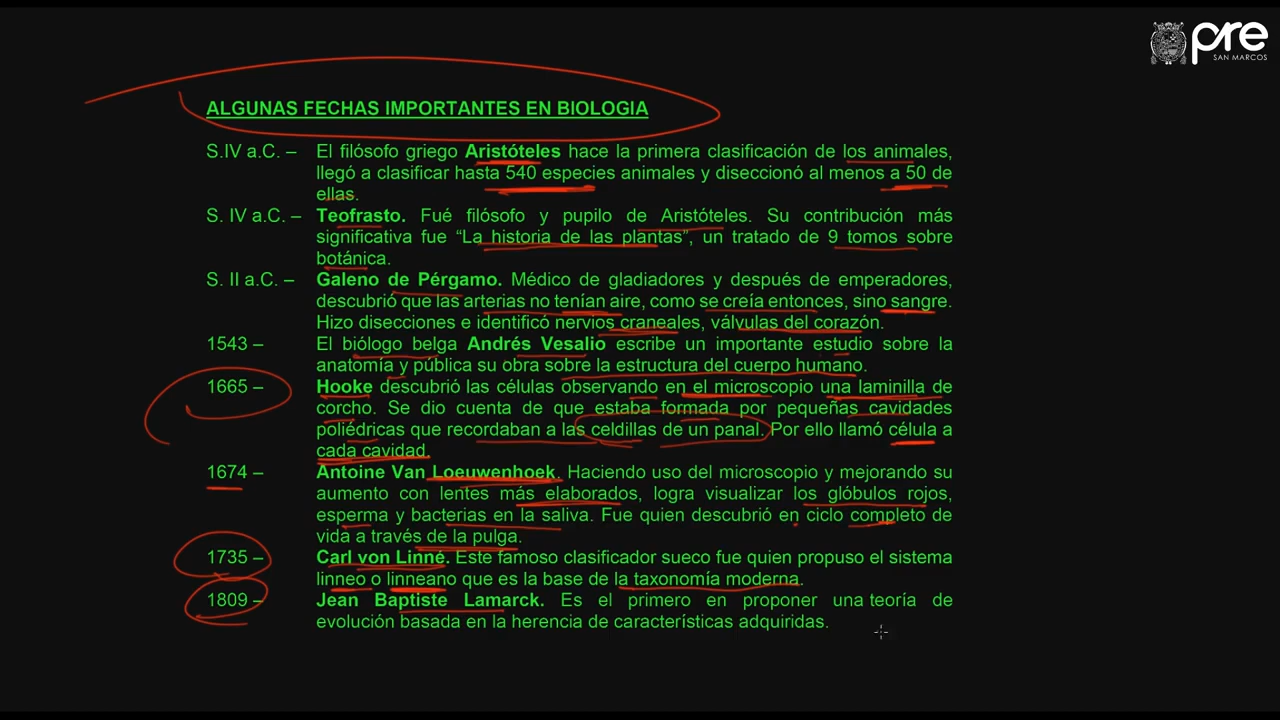 pre
SAN MARCOS
ALGUNAS FECHAS IMPORTANTES EN BIOLOGIA
S.IV a.C. – El filósofo griego Aristóteles hace la primera clasificación de los animales,
llegó a clasificar hasta 540 especies animales y diseccionó al menos a 50 de
ellas.
S. IV a.C. – Teofrasto. Fué filósofo y pupilo de Aristóteles. Su contribución más
significativa fue “La historia de las plantas”, un tratado de 9 tomos sobre
botánica.
S. II a.C. – Galeno de Pérgamo. Médico de gladiadores y después de emperadores,
descubrió que las arterias no tenían aire, como se creía entonces, sino sangre.
Hizo disecciones e identificó nervios craneales, válvulas del corazón.
1543 – El biólogo belga Andrés Vesalio escribe un importante estudio sobre la
anatomía y pública su obra sobre la estructura del cuerpo humano.
1665 – Hooke descubrió las células observando en el microscopio una laminilla de
corcho. Se dio cuenta de que estaba formada por pequeñas cavidades
poliédricas que recordaban a las celdillas de un panal. Por ello llamó célula a
cada cavidad.
1674 – Antoine Van Loeuwenhoek. Haciendo uso del microscopio y mejorando su
aumento con lentes más elaborados, logra visualizar los glóbulos rojos,
esperma y bacterias en la saliva. Fue quien descubrió en ciclo completo de
vida a través de la pulga.
1735 – Carl von Linné. Este famoso clasificador sueco fue quien propuso el sistema
linneo o linneano que es la base de la taxonomía moderna.
1809 – Jean Baptiste Lamarck. Es el primero en proponer una teoría de
evolución basada en la herencia de características adquiridas.